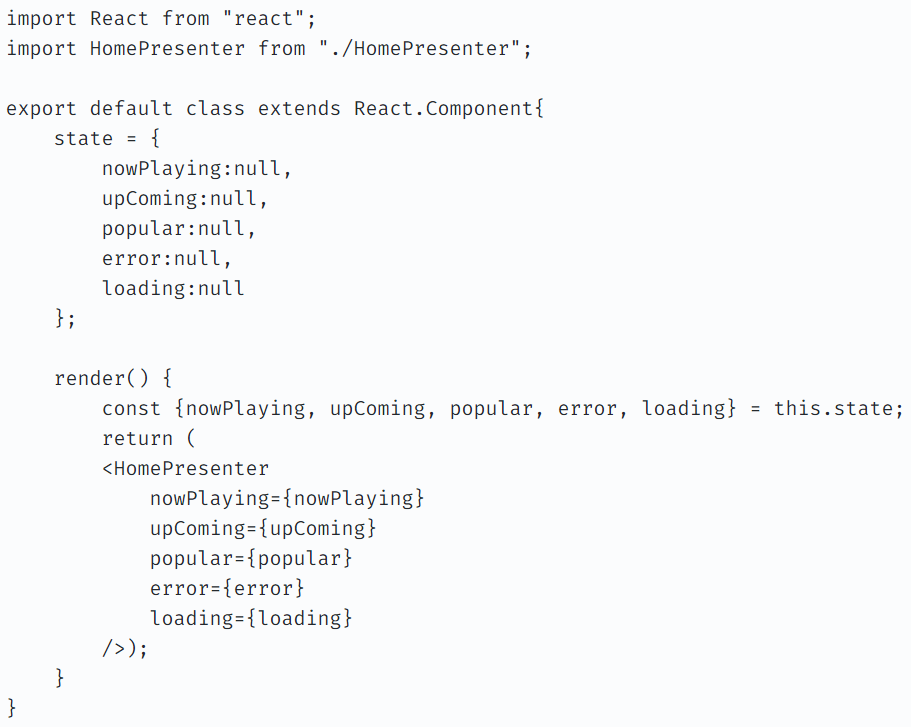 import React from "react";
import HomePresenter from "./HomePresenter";

export default class extends React.Component{
    state = {
        nowPlaying:null,
        upComing:null,
        popular:null,
        error:null,
        loading:null
    };

    render() {
        const {nowPlaying, upComing, popular, error, loading} = this.state;
        return (
        <HomePresenter
            nowPlaying={nowPlaying}
            upComing={upComing}
            popular={popular}
            error={error}
            loading={loading}
        />);
    }
}